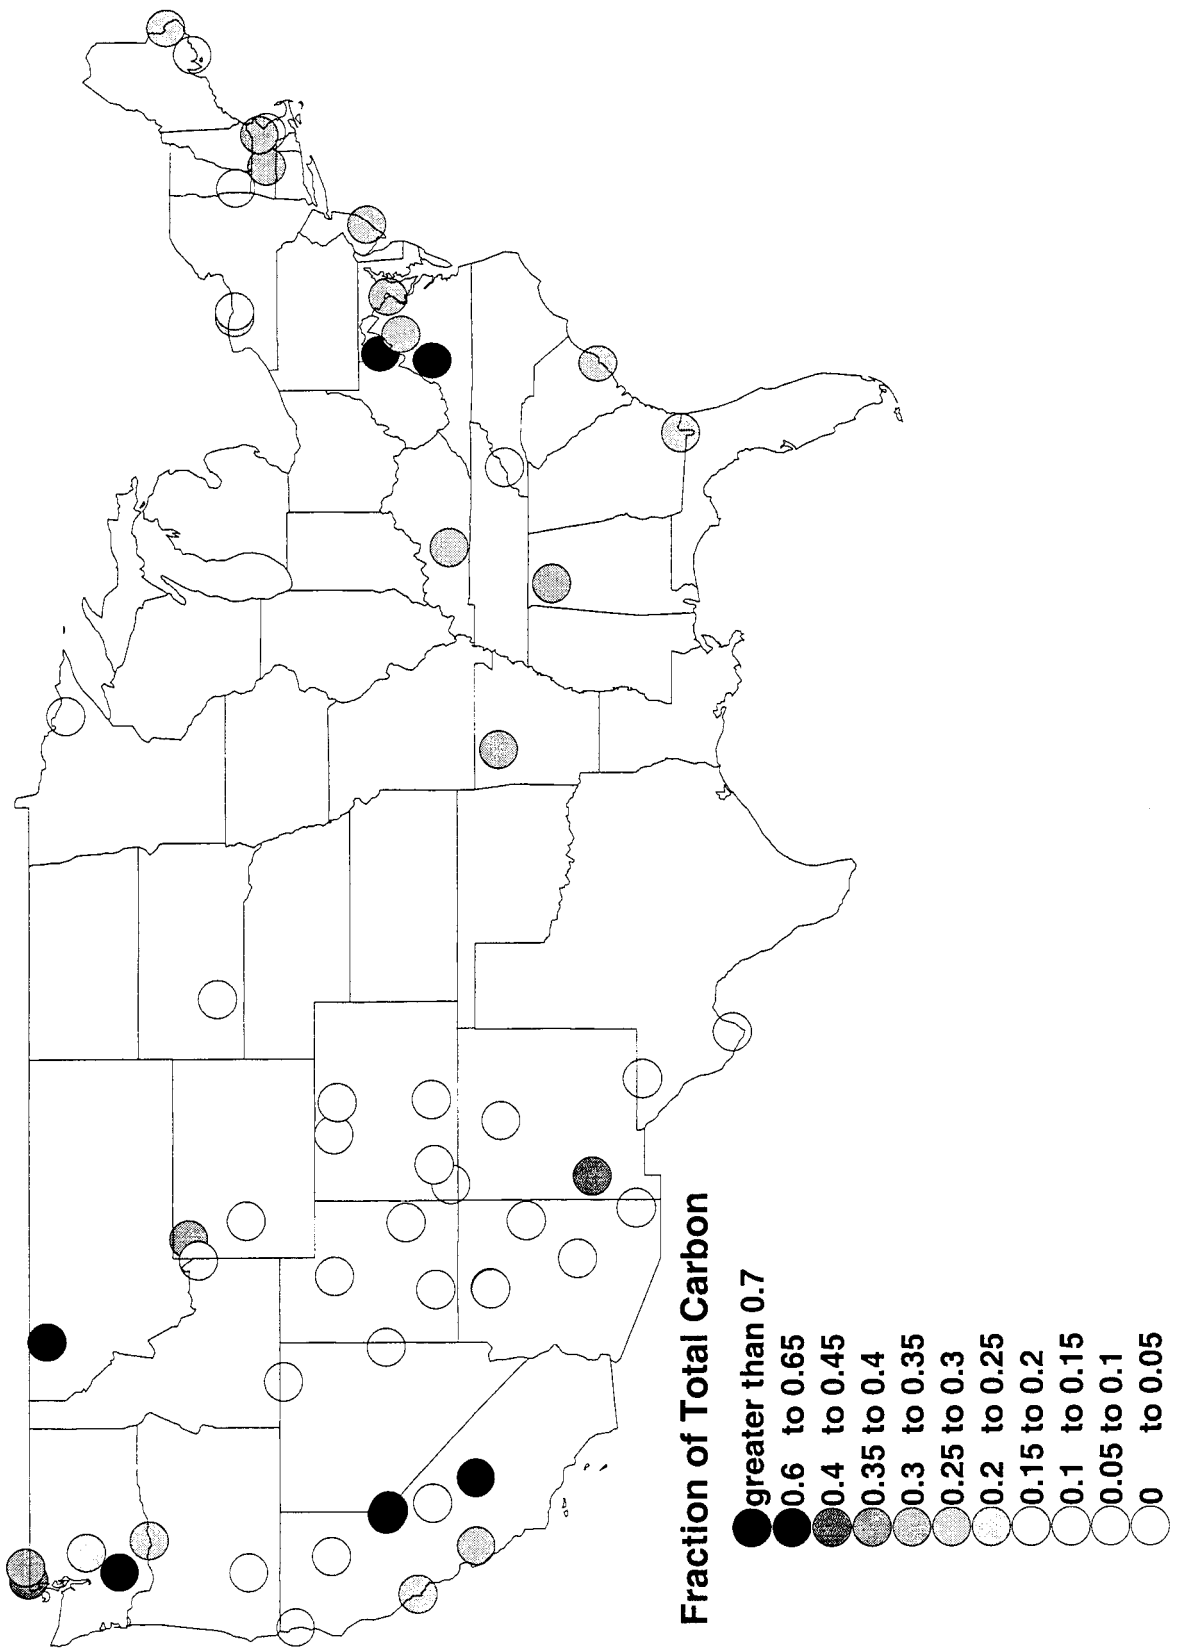 Fraction of Total Carbon
greater than 0.7
0.6 to 0.65
0.4 to 0.45
0.35 to 0.4
0.3 to 0.35
0.25 to 0.3
0.2 to 0.25
0.15 to 0.2
0.1 to 0.15
0.05 to 0.1
0 to 0.05